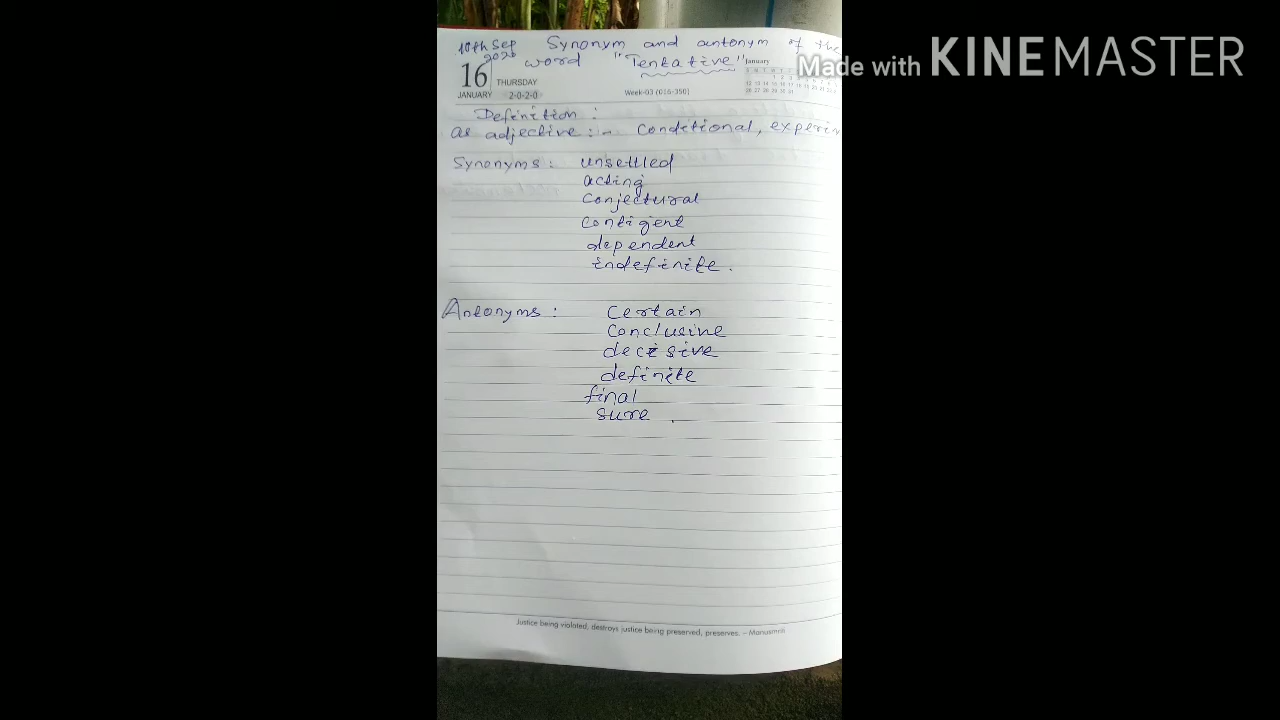 10th Sep Synonym and antonym of the
2020 word "Tentative"
16 THURSDAY
JANUARY 2-0-2-0
Week-03 (016-350)
January
Made with KINEMASTER
Definition :
as adjective :- Conditional, experim
Synonyms : unsettled
acting
Conjectural
Contigent
dependent
indefinite .
Antonyms : Certain
Conclusive
decisive
definite
final
sure .
Justice being violated, destroys justice being preserved, preserves. – Manusmriti